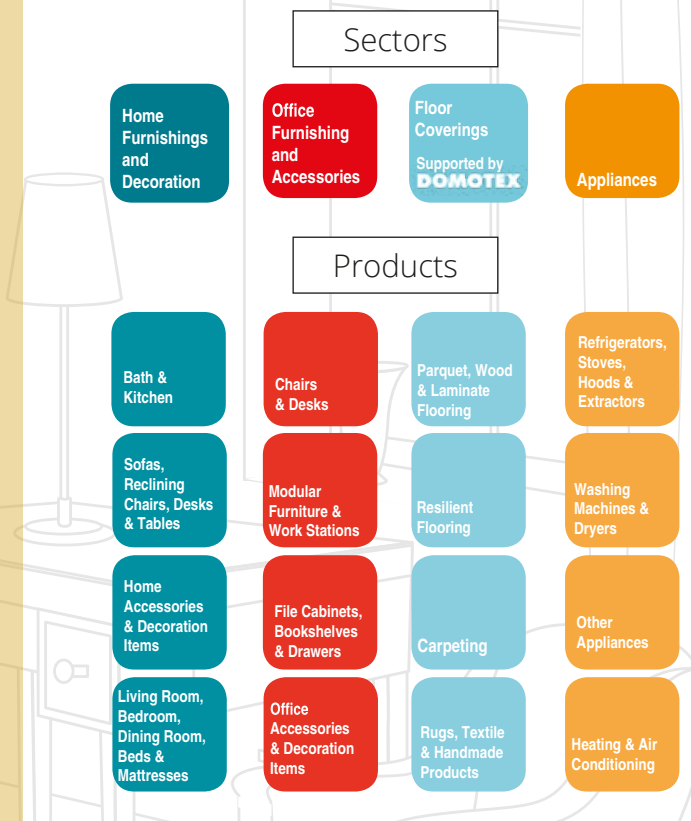 Sectors
Home
Furnishings
and
Decoration
Office
Furnishing
and
Accessories
Floor
Coverings
Supported by
DOMOTEX
Appliances
Products
Bath &
Kitchen
Chairs
& Desks
Parquet, Wood
& Laminate
Flooring
Refrigerators,
Stoves,
Hoods &
Extractors
Sofas,
Reclining
Chairs, Desks
& Tables
Modular
Furniture &
Work Stations
Resilient
Flooring
Washing
Machines &
Dryers
Home
Accessories
& Decoration
Items
File Cabinets,
Bookshelves
& Drawers
Carpeting
Other
Appliances
Living Room,
Bedroom,
Dining Room,
Beds &
Mattresses
Office
Accessories
& Decoration
Items
Rugs, Textile
& Handmade
Products
Heating & Air
Conditioning